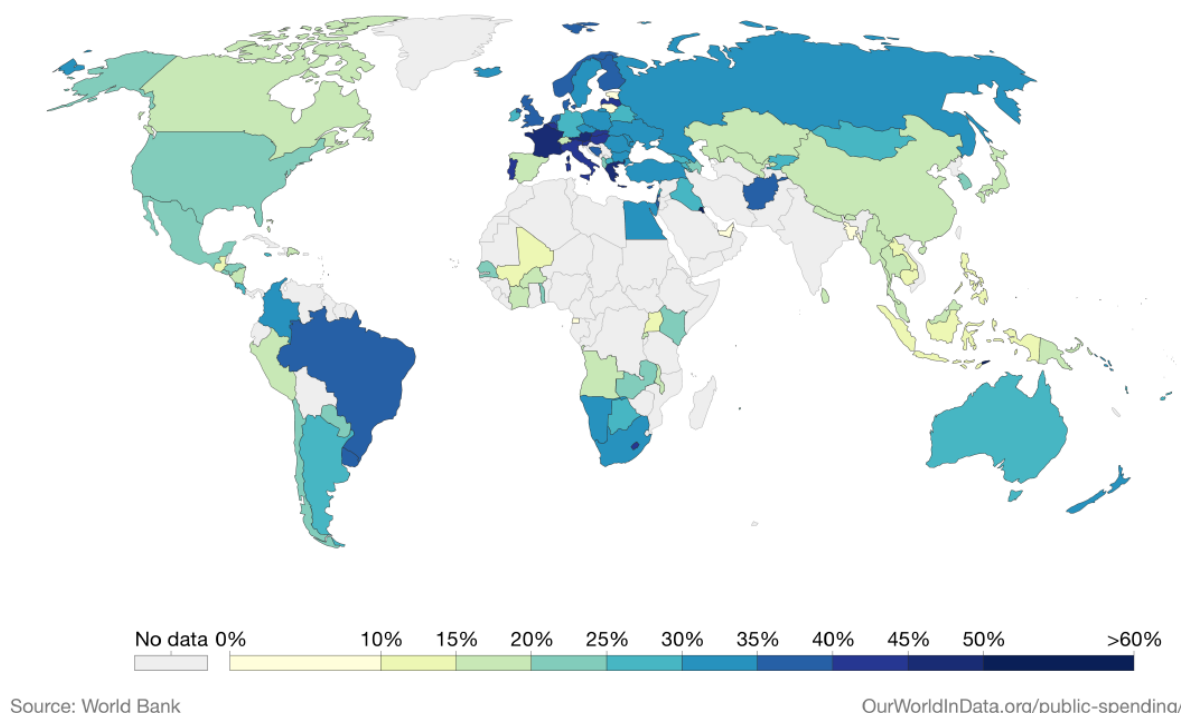 No data 0% 10% 15% 20% 25% 30% 35% 40% 45% 50% >60%
Source: World Bank OurWorldInData.org/public-spending/